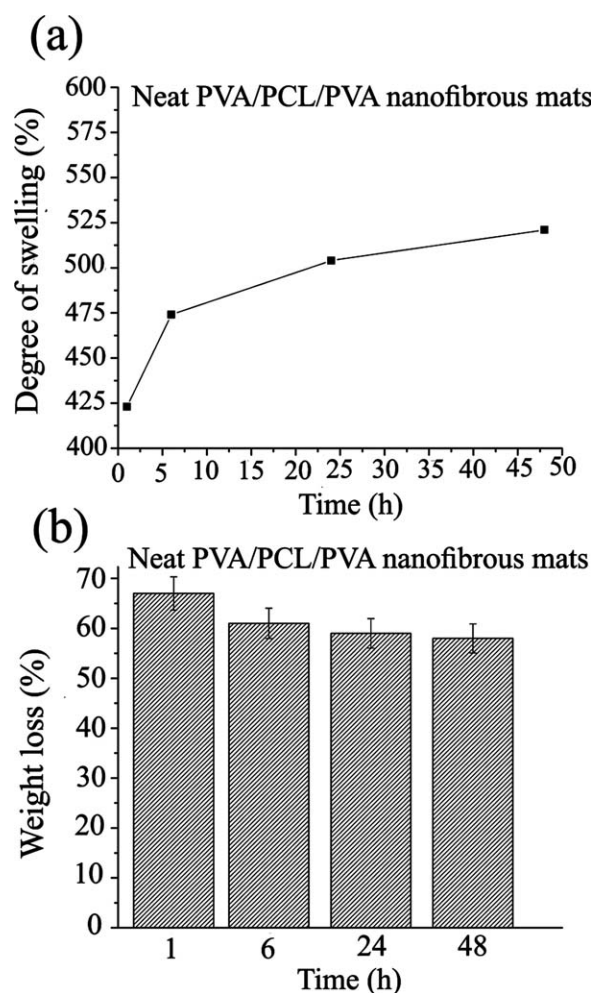 (a)
Neat PVA/PCL/PVA nanofibrous mats
Degree of swelling (%)
600
575
550
525
500
475
450
425
400
0 5 10 15 20 25 30 35 40 45 50
Time (h)
(b)
Neat PVA/PCL/PVA nanofibrous mats
Weight loss (%)
70
60
50
60
30
20
10
0
1 6 24 48
Time (h)